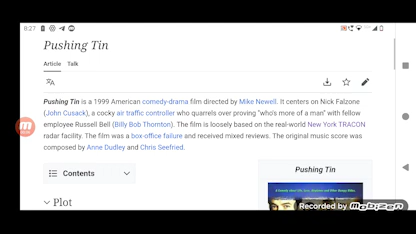 8:27
Pushing Tin
Article Talk
Pushing Tin is a 1999 American comedy-drama film directed by Mike Newell. It centers on Nick Falzone
(John Cusack), a cocky air traffic controller who quarrels over proving "who's more of a man" with fellow
employee Russell Bell (Billy Bob Thornton). The film is loosely based on the real-world New York TRACON
radar facility. The film was a box-office failure and received mixed reviews. The original music score was
composed by Anne Dudley and Chris Seefried.
Contents
Pushing Tin
Plot
Recorded by Mobizen